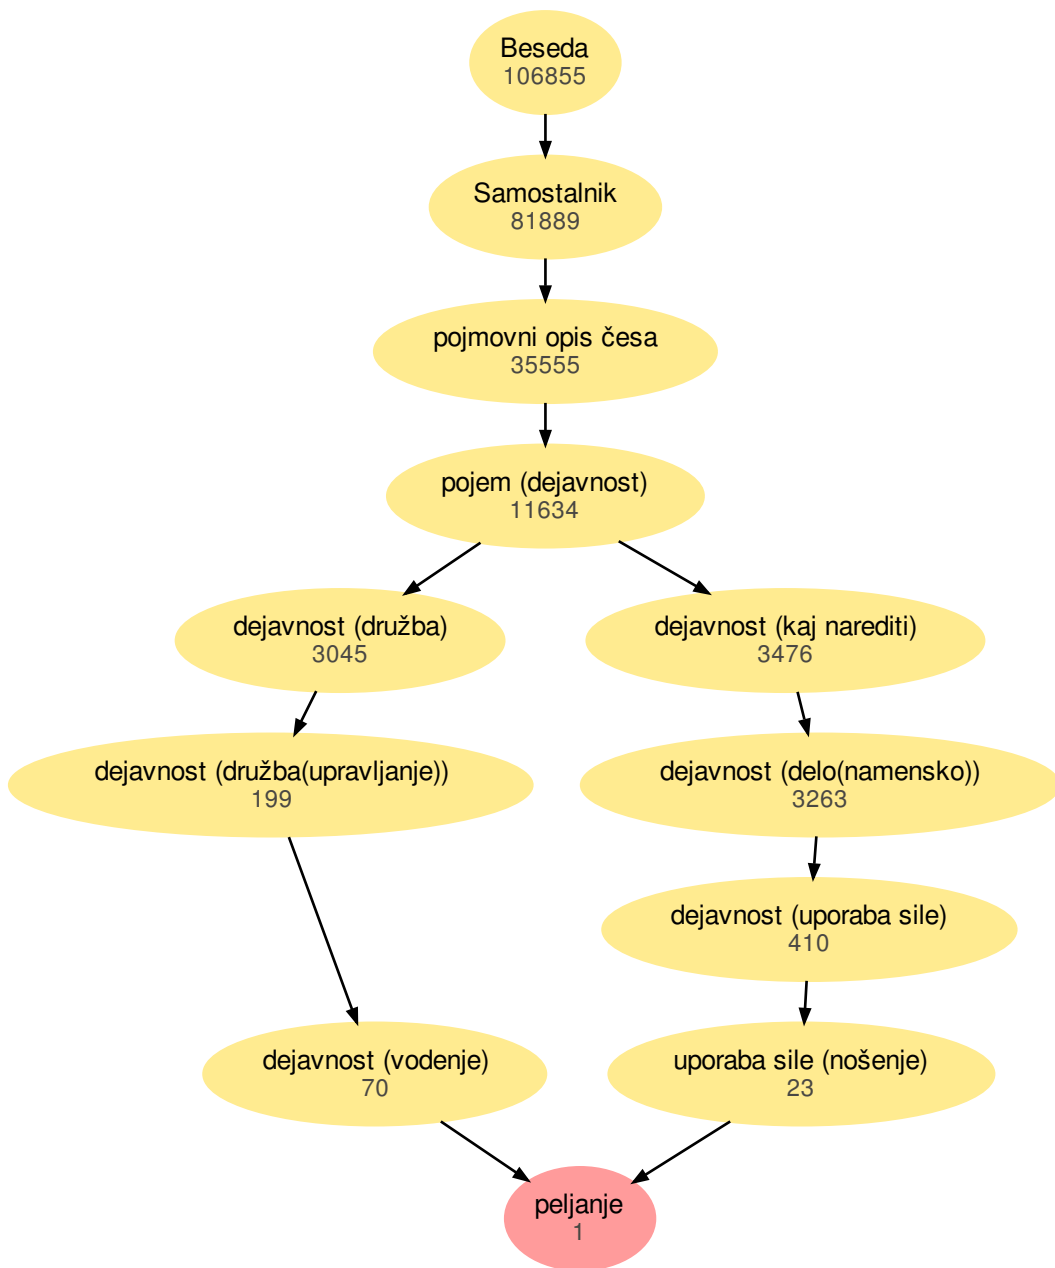 Beseda
106855
Samostalnik
81889
pojmovni opis česa
35555
pojem (dejavnost)
11634
dejavnost (družba)
3045
dejavnost (kaj narediti)
3476
dejavnost (družba(upravljanje))
199
dejavnost (delo(namensko))
3263
dejavnost (uporaba sile)
410
dejavnost (vodenje)
70
uporaba sile (nošenje)
23
peljanje
1